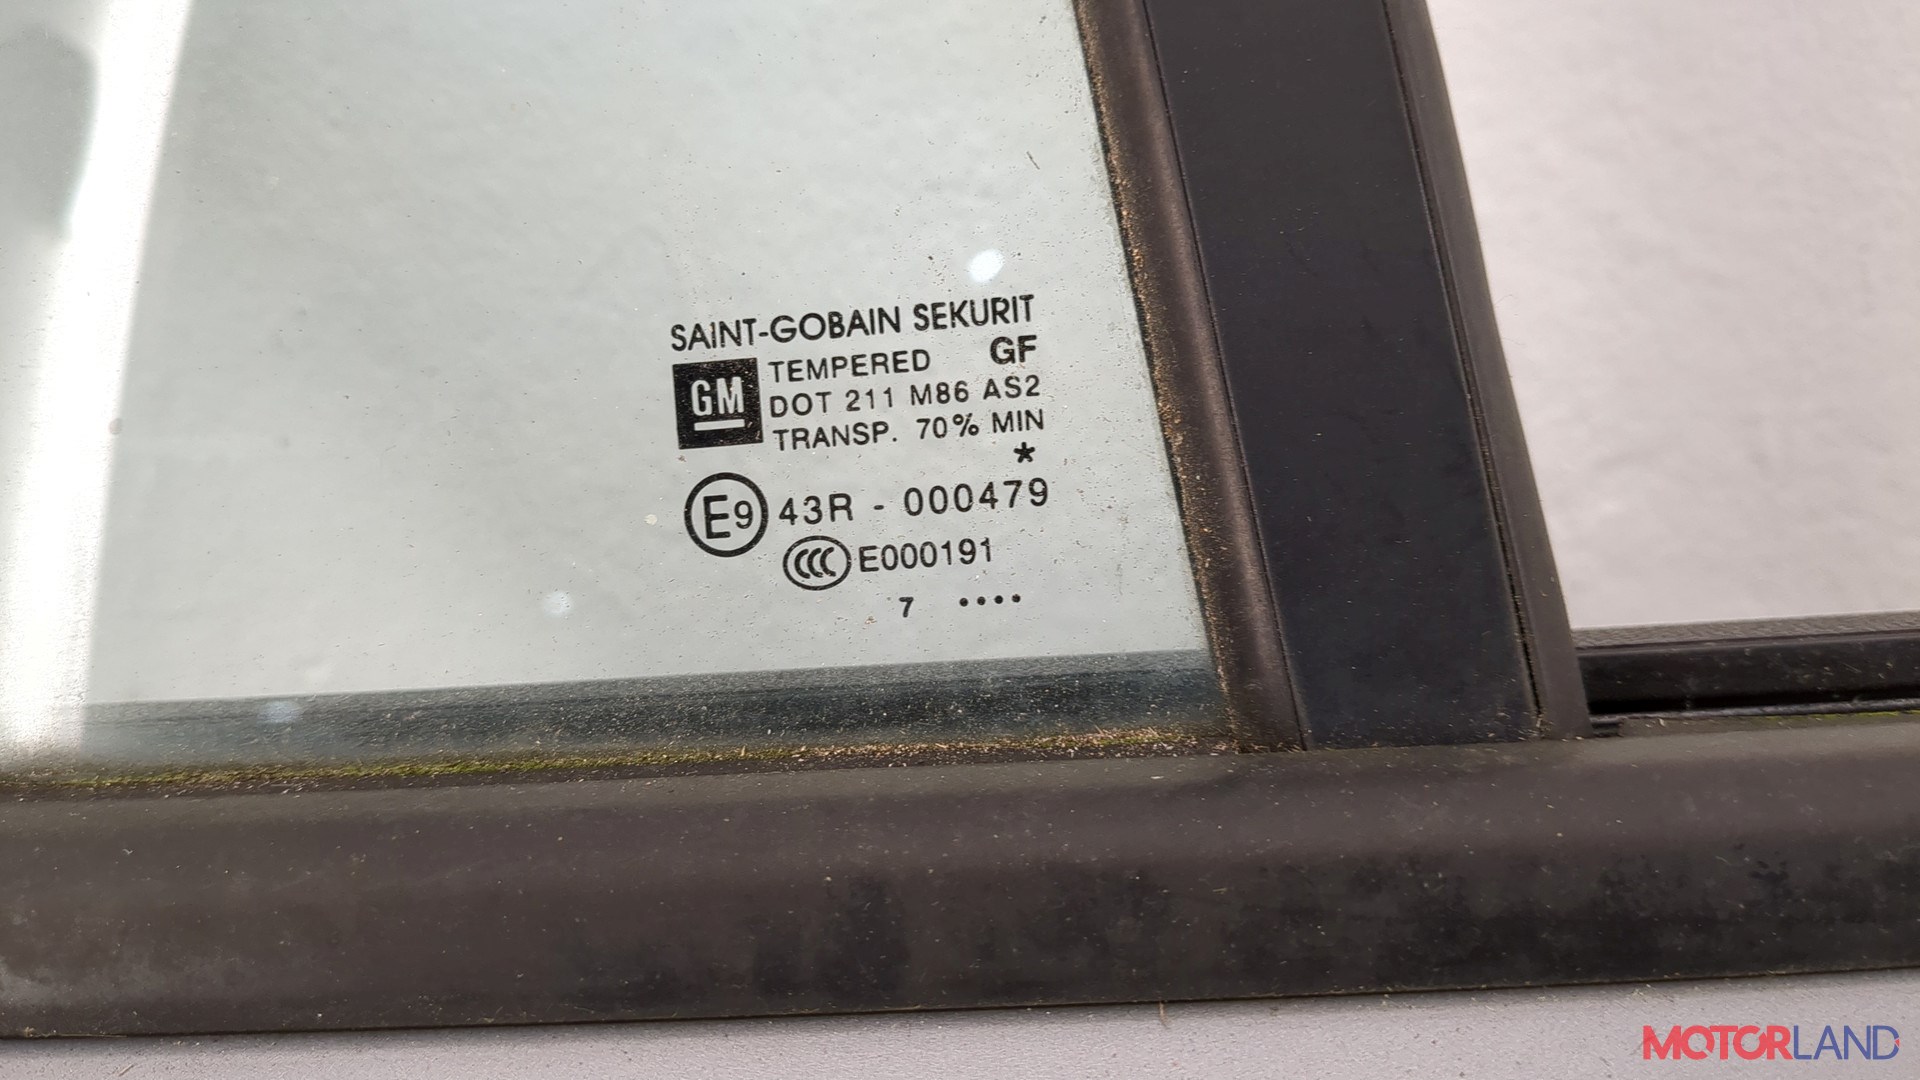 SAINT-GOBAIN SEKURIT
GM TEMPERED GF
DOT 211 M86 AS2
TRANSP. 70% MIN
*
E9 43R - 000479
CCC E000191
7 ••••
MOTORLAND